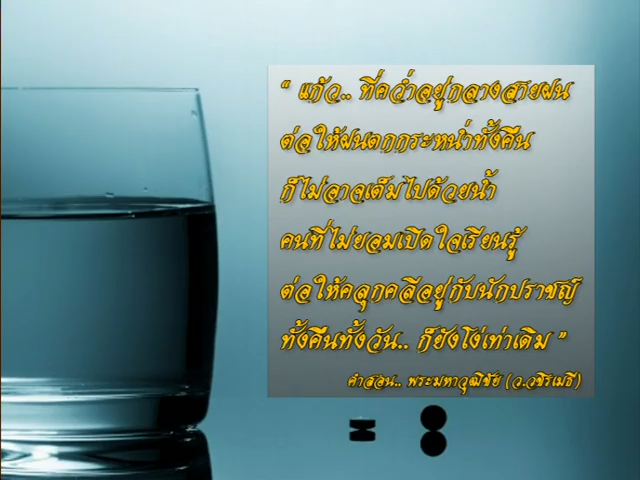 “ แก้ว.. ที่คว่ำอยู่กลางสายฝน
ต่อให้ฝนตกกระหน่ำทั้งคืน
ก็ไม่อาจเต็มไปด้วยน้ำ
คนที่ไม่ยอมเปิดใจเรียนรู้
ต่อให้คลุกคลีอยู่กับนักปราชญ์
ทั้งคืนทั้งวัน.. ก็ยังโง่เท่าเดิม ”
คำสอน.. พระมหาวุฒิชัย (ว.วชิรเมธี)